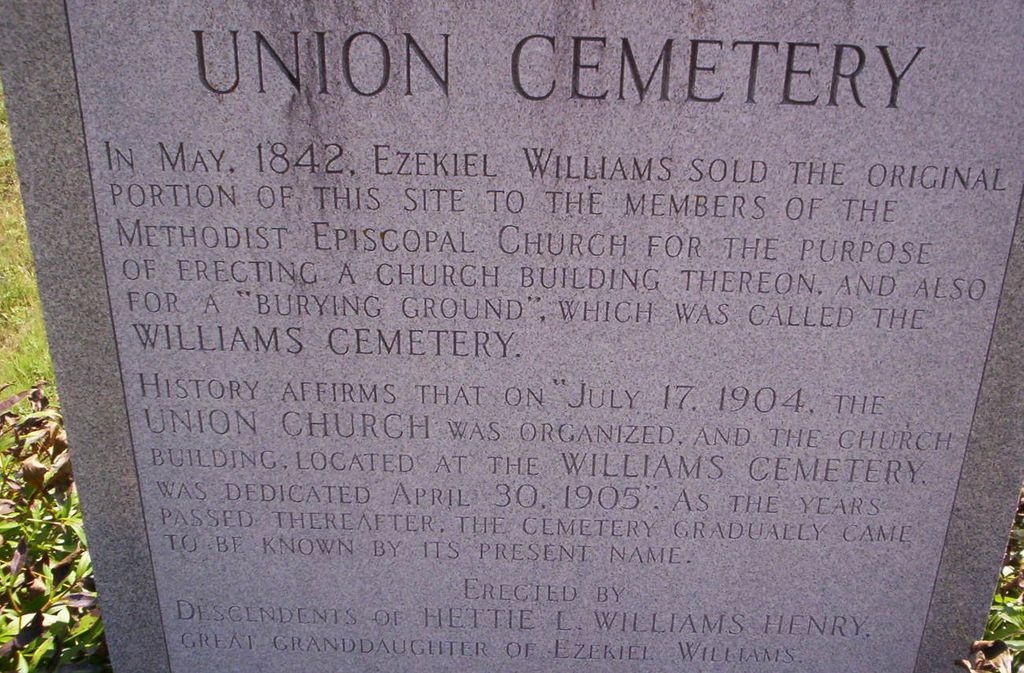 UNION CEMETERY
IN MAY, 1842, EZEKIEL WILLIAMS SOLD THE ORIGINAL
PORTION OF THIS SITE TO THE MEMBERS OF THE
METHODIST EPISCOPAL CHURCH FOR THE PURPOSE
OF ERECTING A CHURCH BUILDING THEREON, AND ALSO
FOR A "BURYING GROUND", WHICH WAS CALLED THE
WILLIAMS CEMETERY.
HISTORY AFFIRMS THAT ON "JULY 17, 1904, THE
UNION CHURCH WAS ORGANIZED, AND THE CHURCH
BUILDING, LOCATED AT THE WILLIAMS CEMETERY,
WAS DEDICATED APRIL 30, 1905". AS THE YEARS
PASSED THEREAFTER, THE CEMETERY GRADUALLY CAME
TO BE KNOWN BY ITS PRESENT NAME.
ERECTED BY
DESCENDENTS OF HETTIE L. WILLIAMS HENRY,
GREAT GRANDDAUGHTER OF EZEKIEL WILLIAMS.